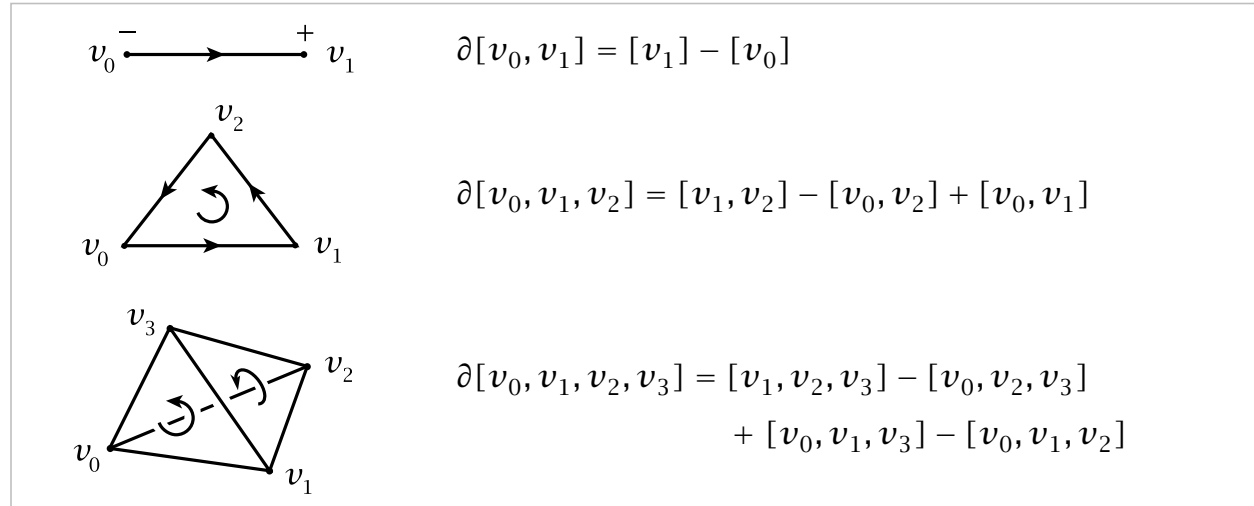 − +
v₀ v₁ ∂[v₀, v₁] = [v₁] − [v₀]
v₂
v₀ v₁ ∂[v₀, v₁, v₂] = [v₁, v₂] − [v₀, v₂] + [v₀, v₁]
v₃
v₂ ∂[v₀, v₁, v₂, v₃] = [v₁, v₂, v₃] − [v₀, v₂, v₃]
+ [v₀, v₁, v₃] − [v₀, v₁, v₂]
v₀
v₁